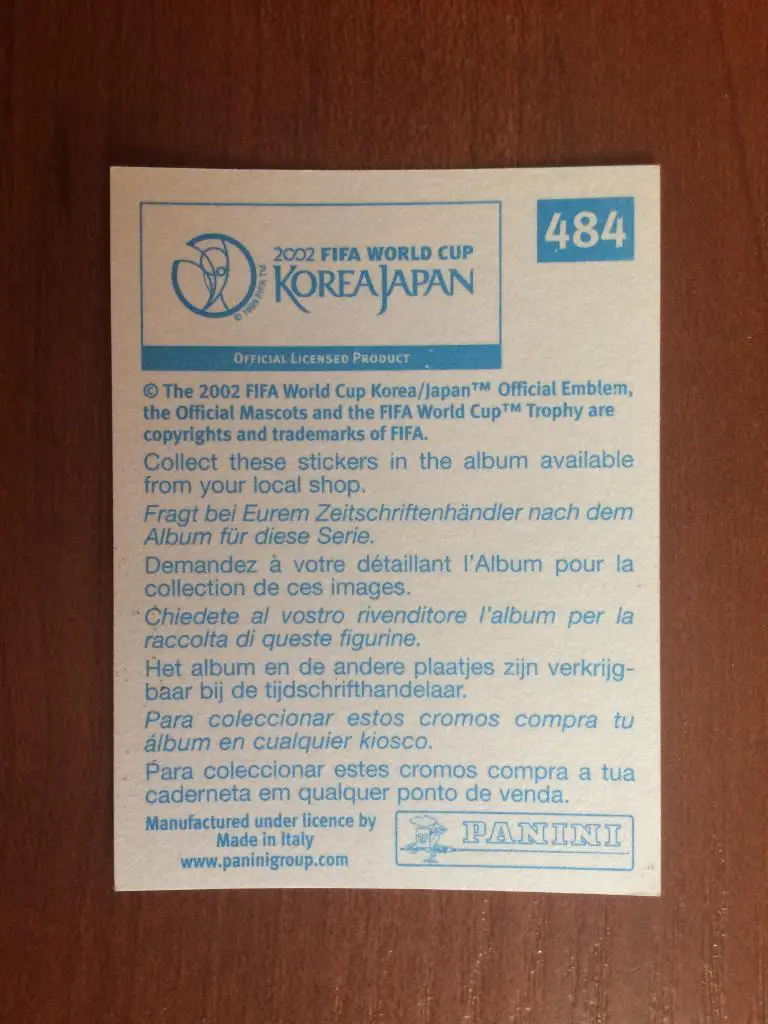 484
2002 FIFA WORLD CUP
KOREAJAPAN
© 1999 FIFA TM
OFFICIAL LICENSED PRODUCT
© The 2002 FIFA World Cup Korea/Japan™ Official Emblem,
the Official Mascots and the FIFA World Cup™ Trophy are
copyrights and trademarks of FIFA.
Collect these stickers in the album available
from your local shop.
Fragt bei Eurem Zeitschriftenhändler nach dem
Album für diese Serie.
Demandez à votre détaillant l'Album pour la
collection de ces images.
Chiedete al vostro rivenditore l'album per la
raccolta di queste figurine.
Het album en de andere plaatjes zijn verkrijg-
baar bij de tijdschrifthandelaar.
Para coleccionar estos cromos compra tu
álbum en cualquier kiosco.
Para coleccionar estes cromos compra a tua
caderneta em qualquer ponto de venda.
Manufactured under licence by
Made in Italy
www.paninigroup.com
PANINI